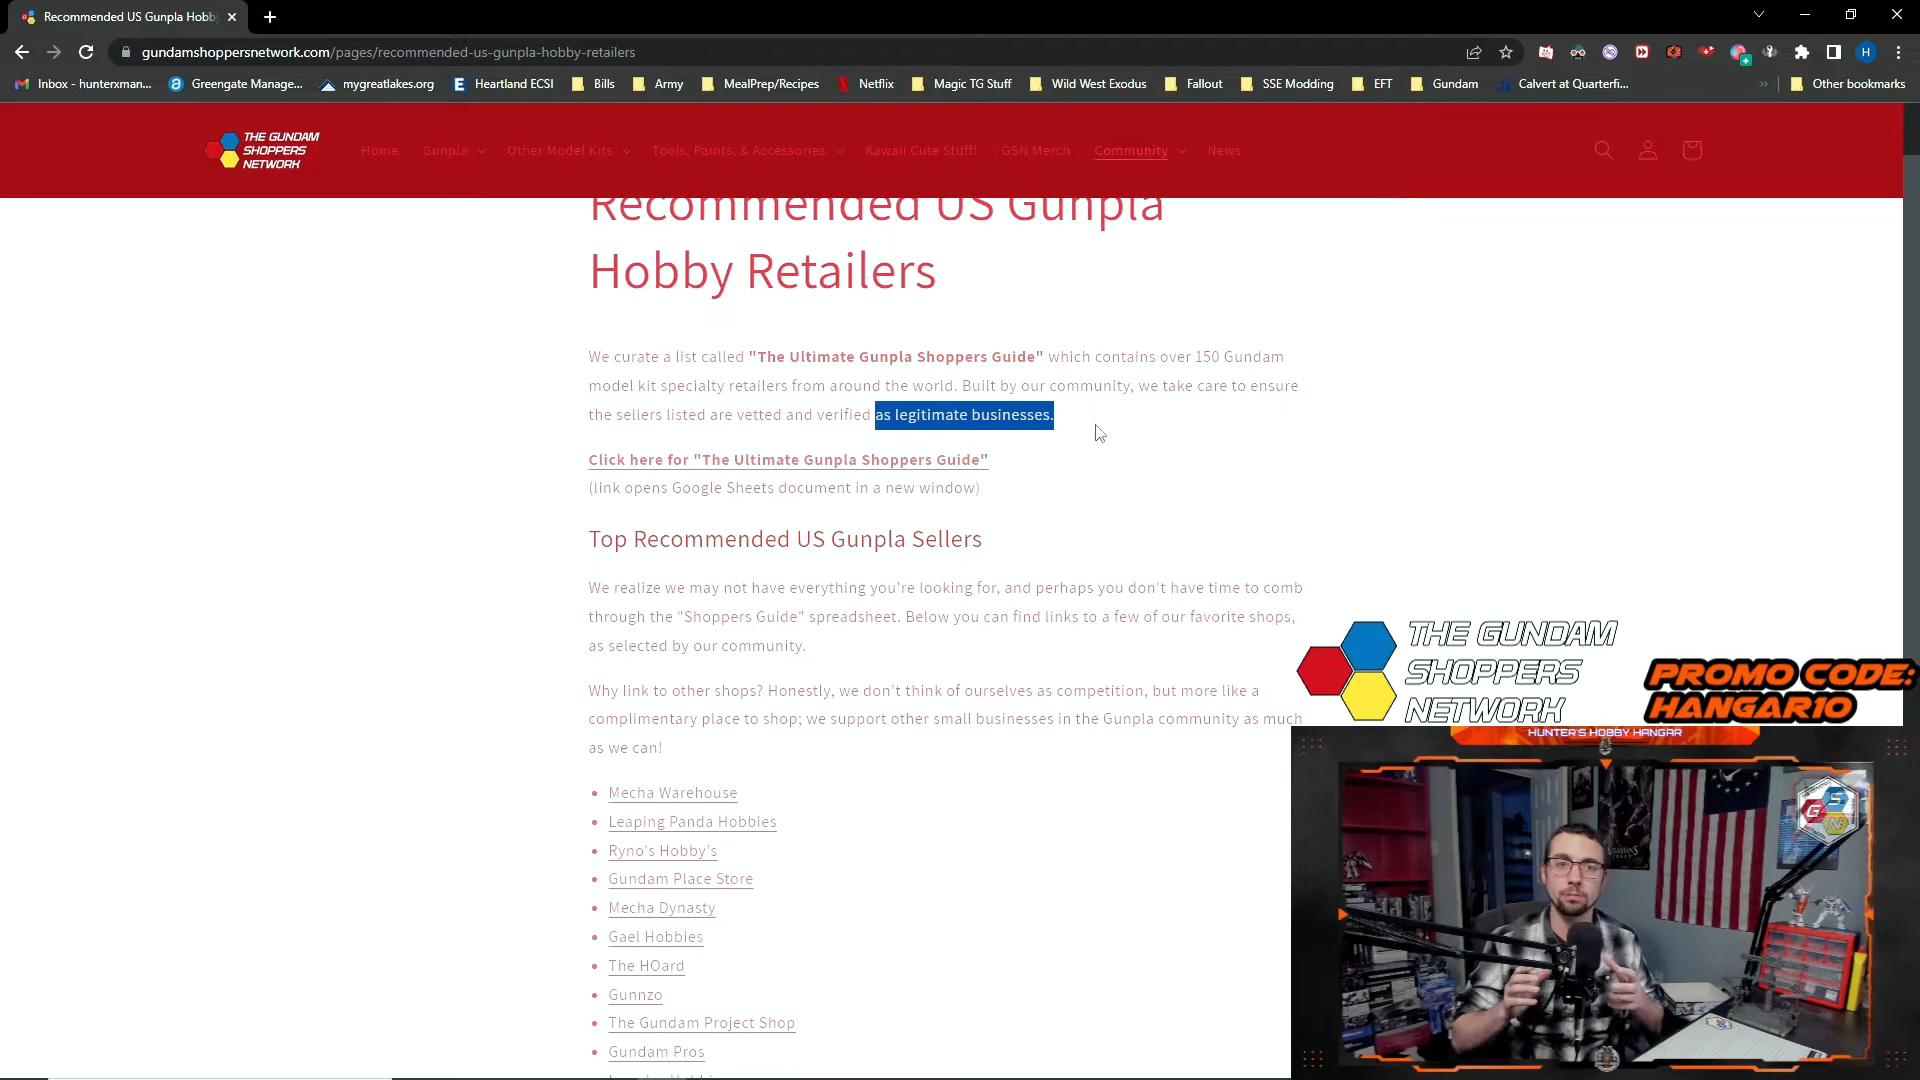 Recommended US Gunpla Hobb
gundamshoppersnetwork.com/pages/recommended-us-gunpla-hobby-retailers
Inbox - hunterxman... Greengate Manage... mygreatlakes.org Heartland ECSI Bills Army MealPrep/Recipes Netflix Magic TG Stuff Wild West Exodus Fallout SSE Modding EFT Gundam Calvert at Quarterfi... » Other bookmarks
THE GUNDAM
SHOPPERS
NETWORK
Home Gunpla Other Model Kits Tools, Paints, & Accessories Kawaii Cute Stuff! GSN Merch Community News
Recommended US Gunpla
Hobby Retailers
We curate a list called "The Ultimate Gunpla Shoppers Guide" which contains over 150 Gundam
model kit specialty retailers from around the world. Built by our community, we take care to ensure
the sellers listed are vetted and verified as legitimate businesses.
Click here for "The Ultimate Gunpla Shoppers Guide"
(link opens Google Sheets document in a new window)
Top Recommended US Gunpla Sellers
We realize we may not have everything you're looking for, and perhaps you don't have time to comb
through the "Shoppers Guide" spreadsheet. Below you can find links to a few of our favorite shops,
as selected by our community.
Why link to other shops? Honestly, we don't think of ourselves as competition, but more like a
complimentary place to shop; we support other small businesses in the Gunpla community as much
as we can!
Mecha Warehouse
Leaping Panda Hobbies
Ryno's Hobby's
Gundam Place Store
Mecha Dynasty
Gael Hobbies
The HOard
Gunnzo
The Gundam Project Shop
Gundam Pros
THE GUNDAM
SHOPPERS
NETWORK
PROMO CODE:
HANGAR10
HUNTER'S HOBBY HANGAR
G S N